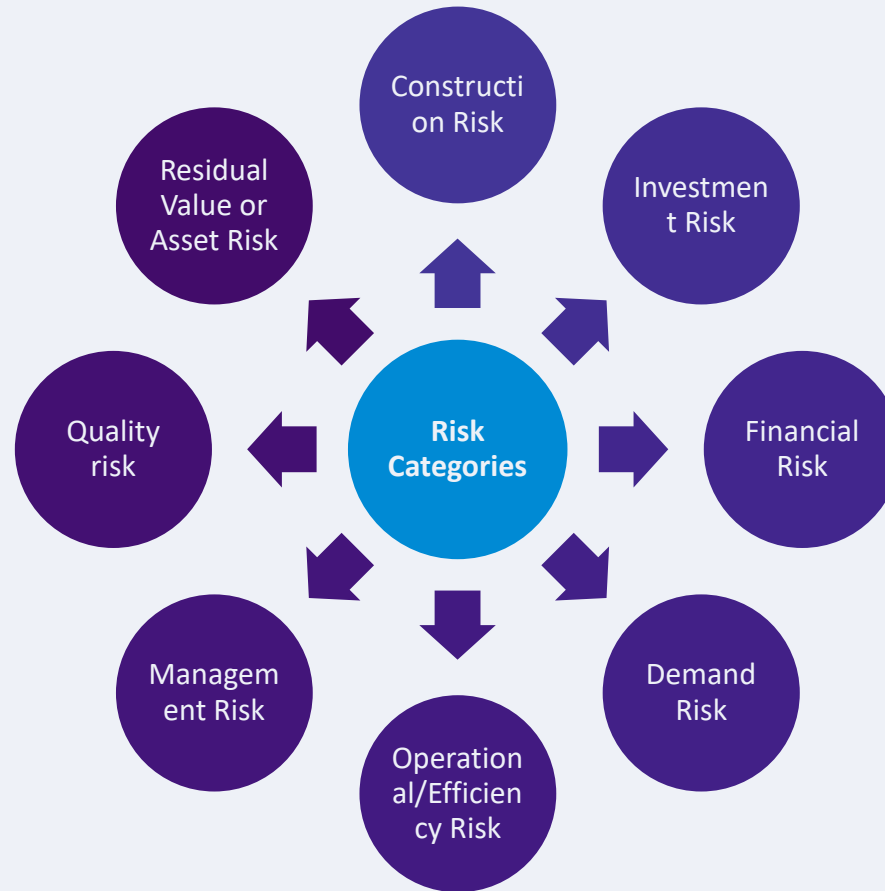 Constructi
on Risk
Investmen
t Risk
Financial
Risk
Demand
Risk
Operation
al/Efficien
cy Risk
Managem
ent Risk
Quality
risk
Residual
Value or
Asset Risk
Risk
Categories